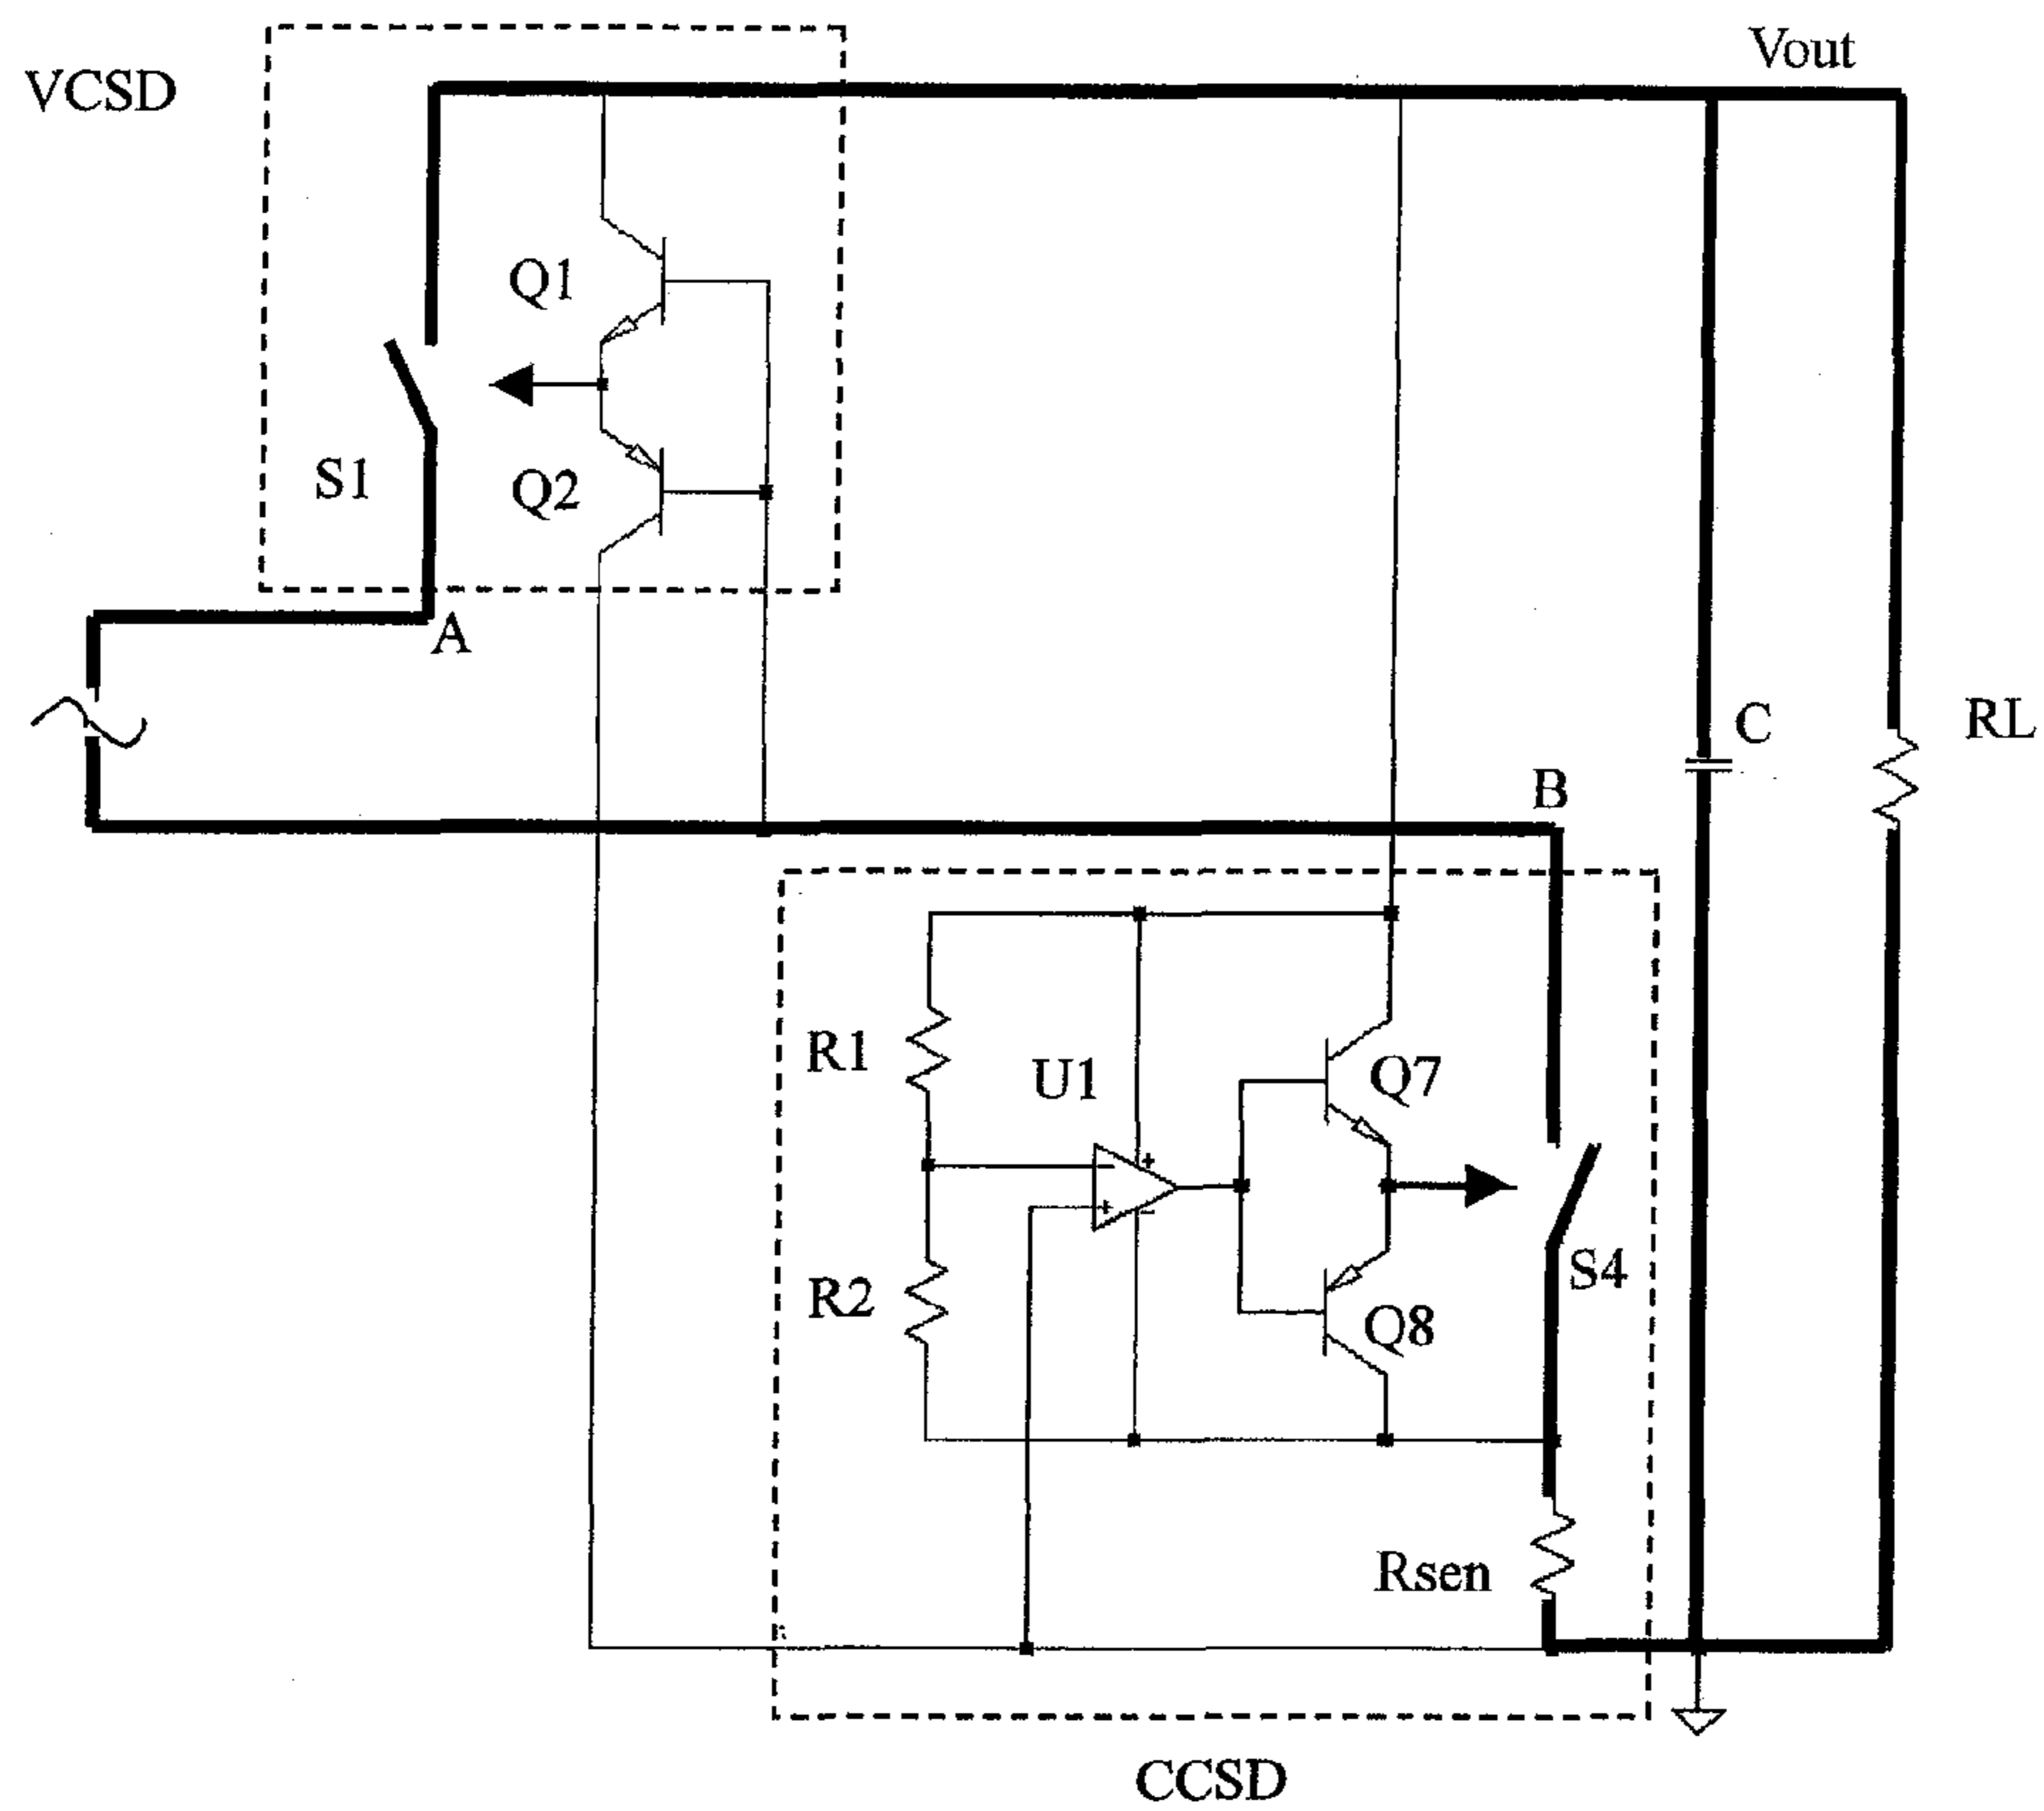 VCSD
Vout
Q1
S1
Q2
A
C
RL
B
R1
U1
Q7
+
−
+
−
R2
S4
Q8
Rsen
CCSD